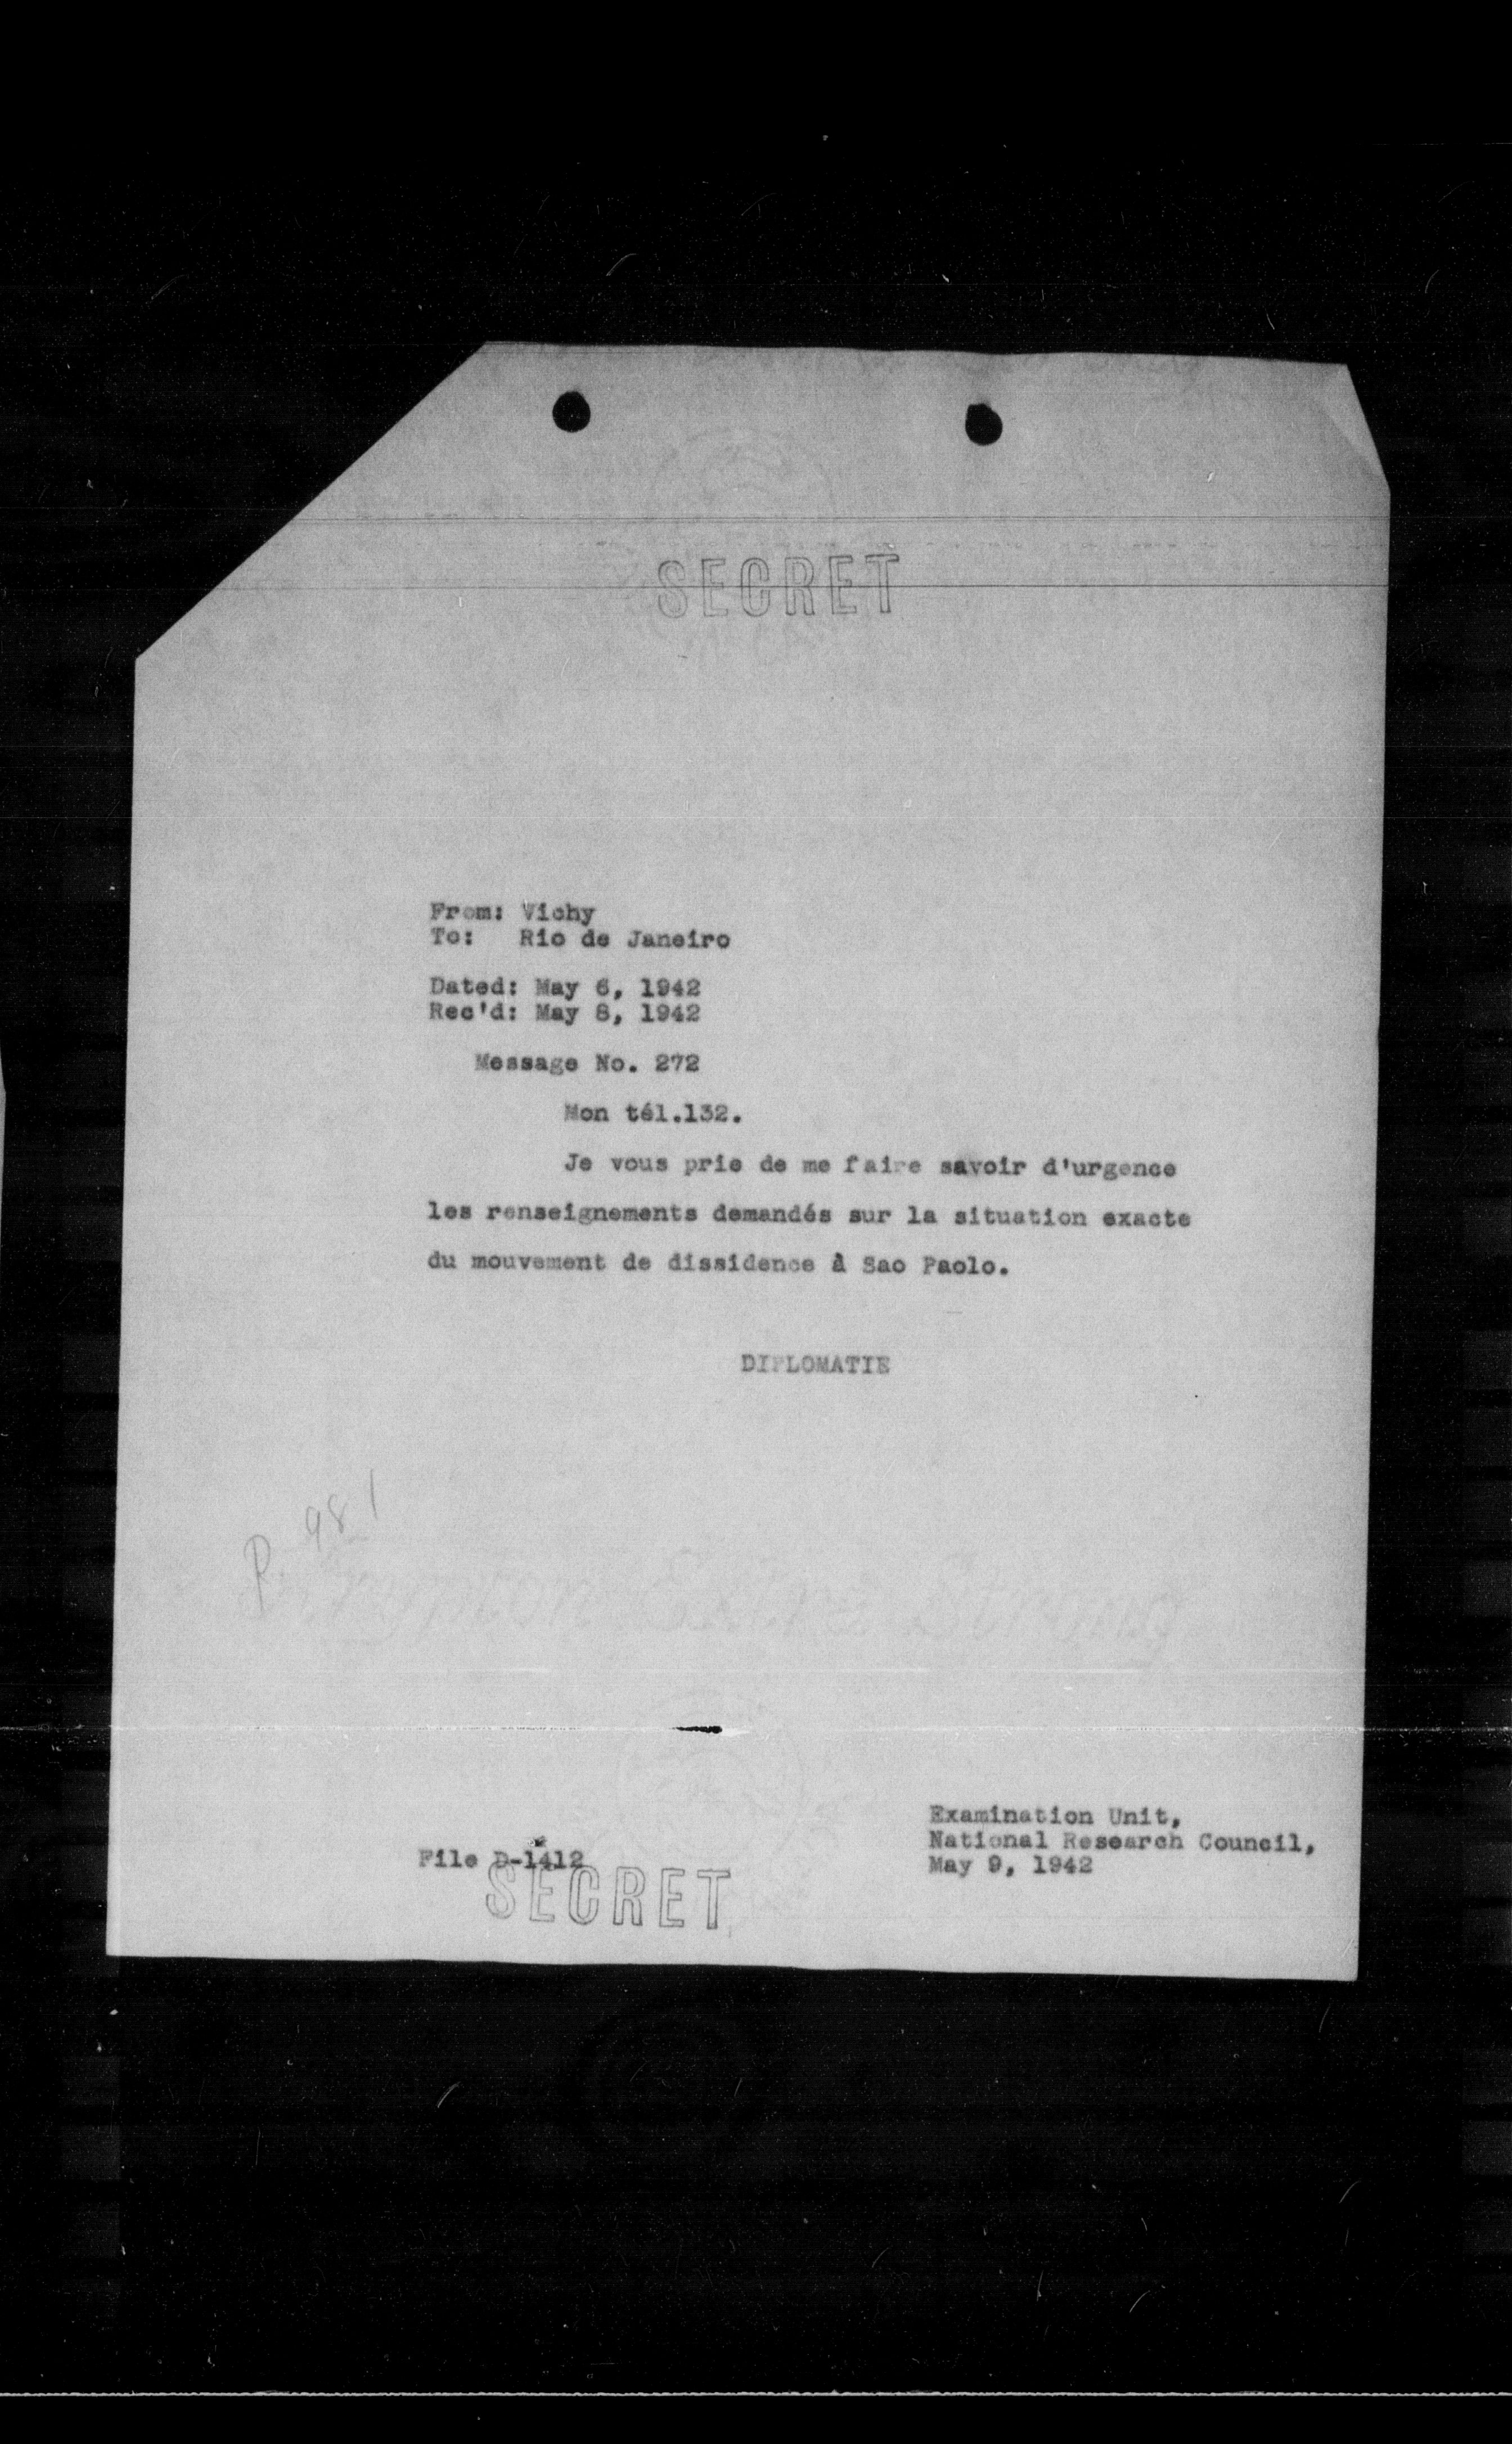 SECRET
From: Vichy
To: Rio de Janeiro
Dated: May 6, 1942
Rec'd: May 8, 1942
Message No. 272
Mon tél.132.
Je vous prie de me faire savoir d'urgence
les renseignements demandés sur la situation exacte
du mouvement de dissidence à Sao Paolo.
DIPLOMATIE
P. 981
Examination Unit,
National Research Council,
May 9, 1942
File D-1412
SECRET